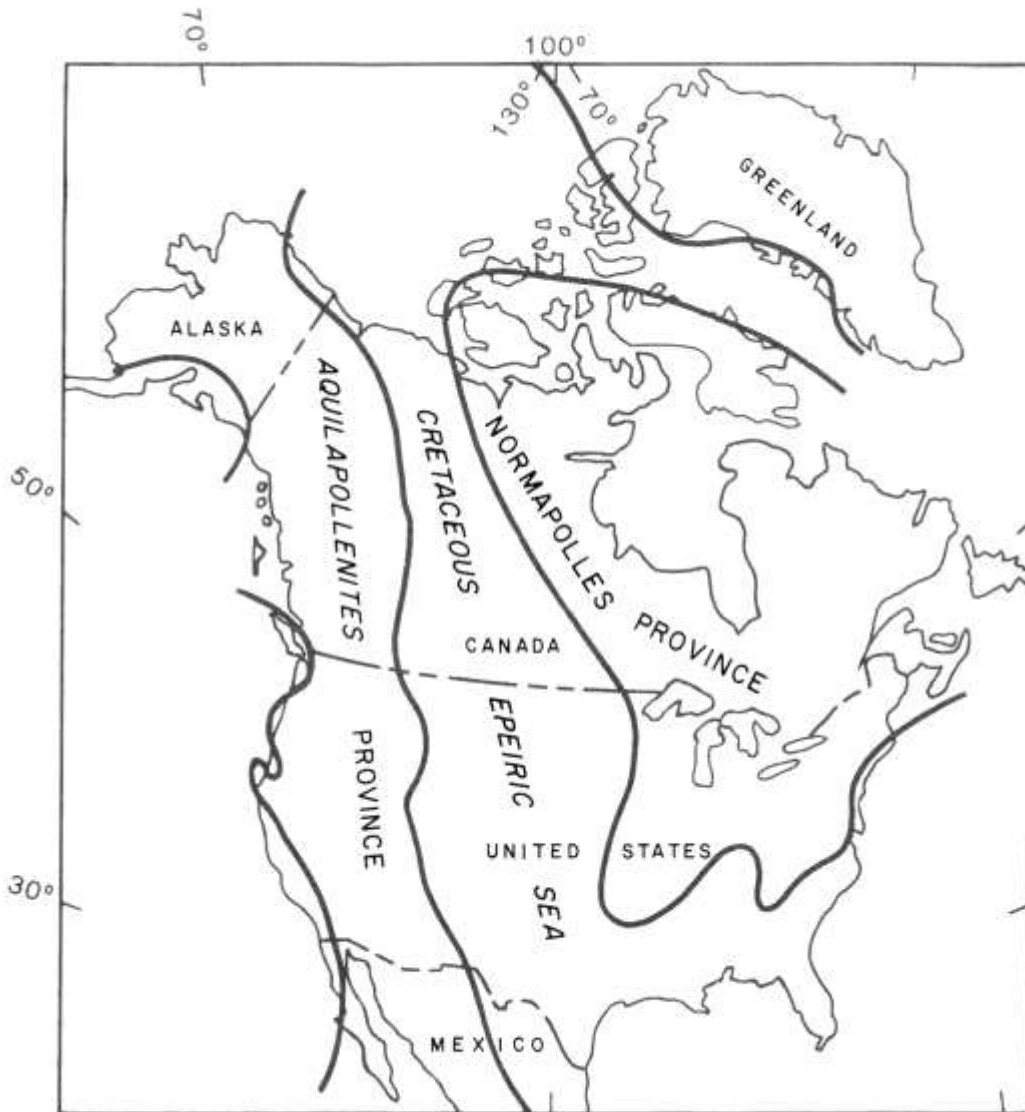 70°
100°
130°
70°
GREENLAND
ALASKA
AQUILAPOLLENITES
PROVINCE
CRETACEOUS
EPEIRIC
SEA
NORMAPOLLES
PROVINCE
50°
CANADA
UNITED STATES
30°
MEXICO